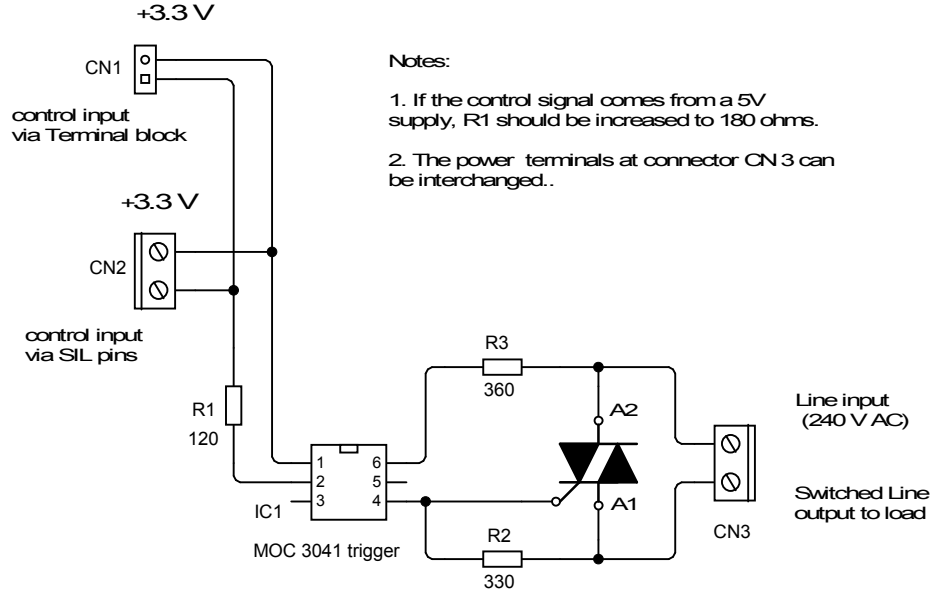 +3.3 V
CN1
control input
via Terminal block
Notes:
1. If the control signal comes from a 5V
supply, R1 should be increased to 180 ohms.
2. The power terminals at connector CN 3 can
be interchanged..
+3.3 V
CN2
control input
via SIL pins
R1
120
R3
360
A2
Line input
(240 V AC)
1
2
3
6
5
4
IC1
MOC 3041 trigger
A1
R2
330
CN3
Switched Line
output to load